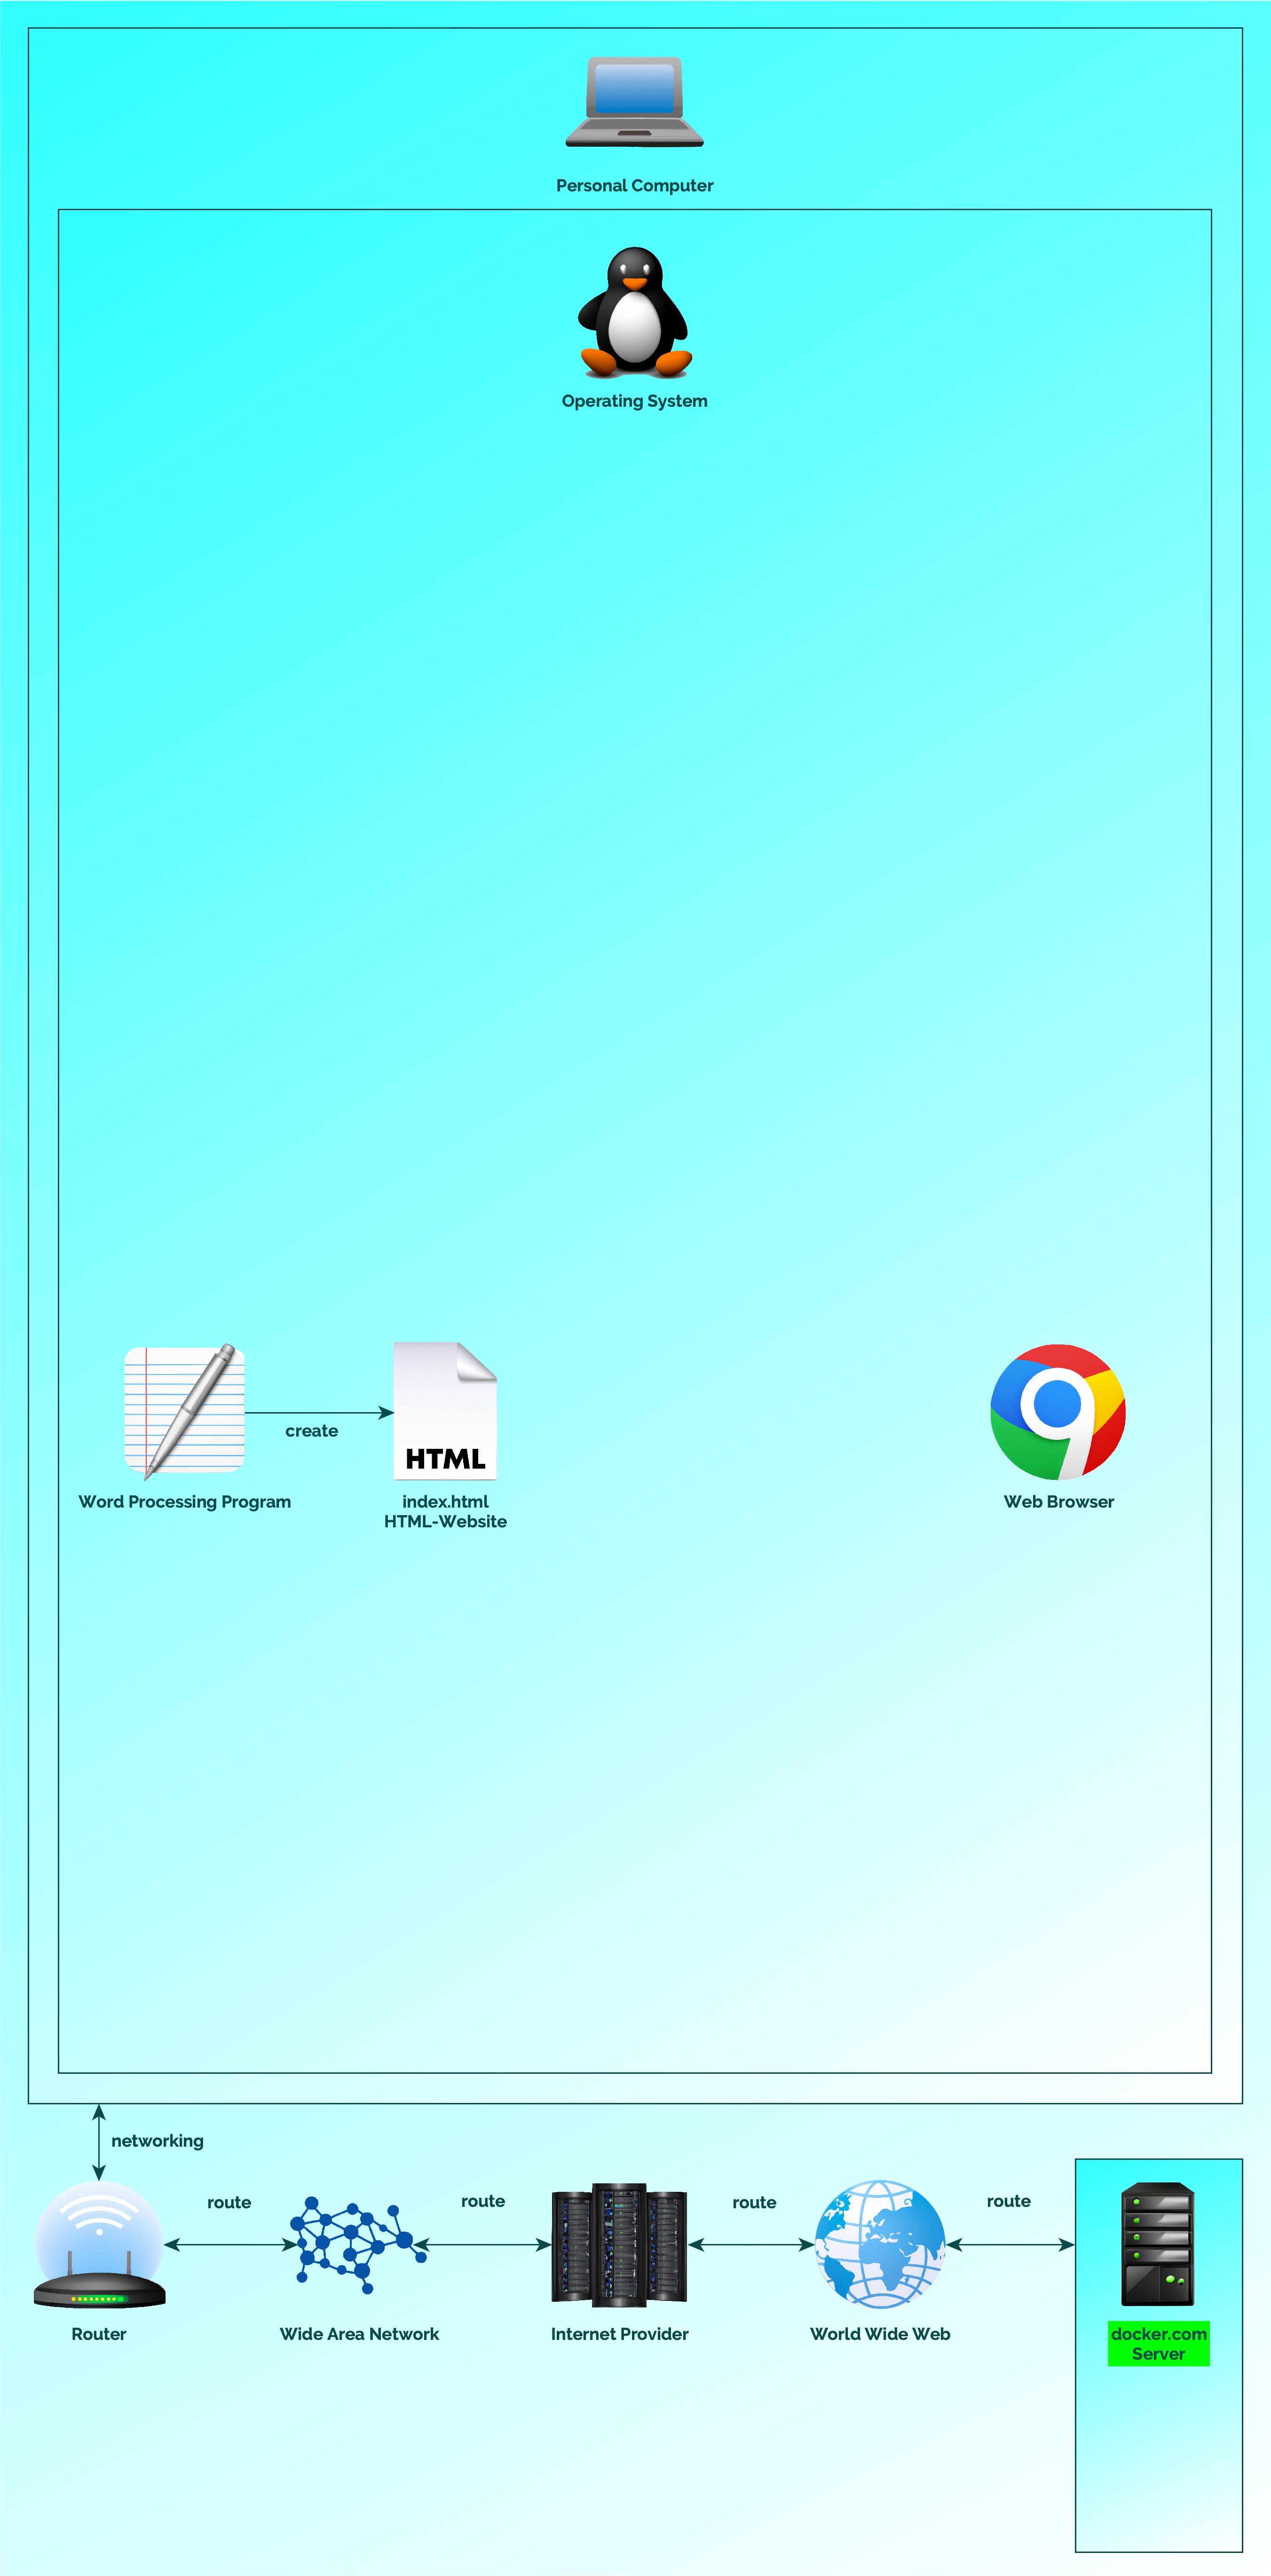 Personal Computer
Operating System
create
HTML
Word Processing Program
index.html
HTML-Website
Web Browser
networking
route
route
route
route
Router
Wide Area Network
Internet Provider
World Wide Web
docker.com
Server